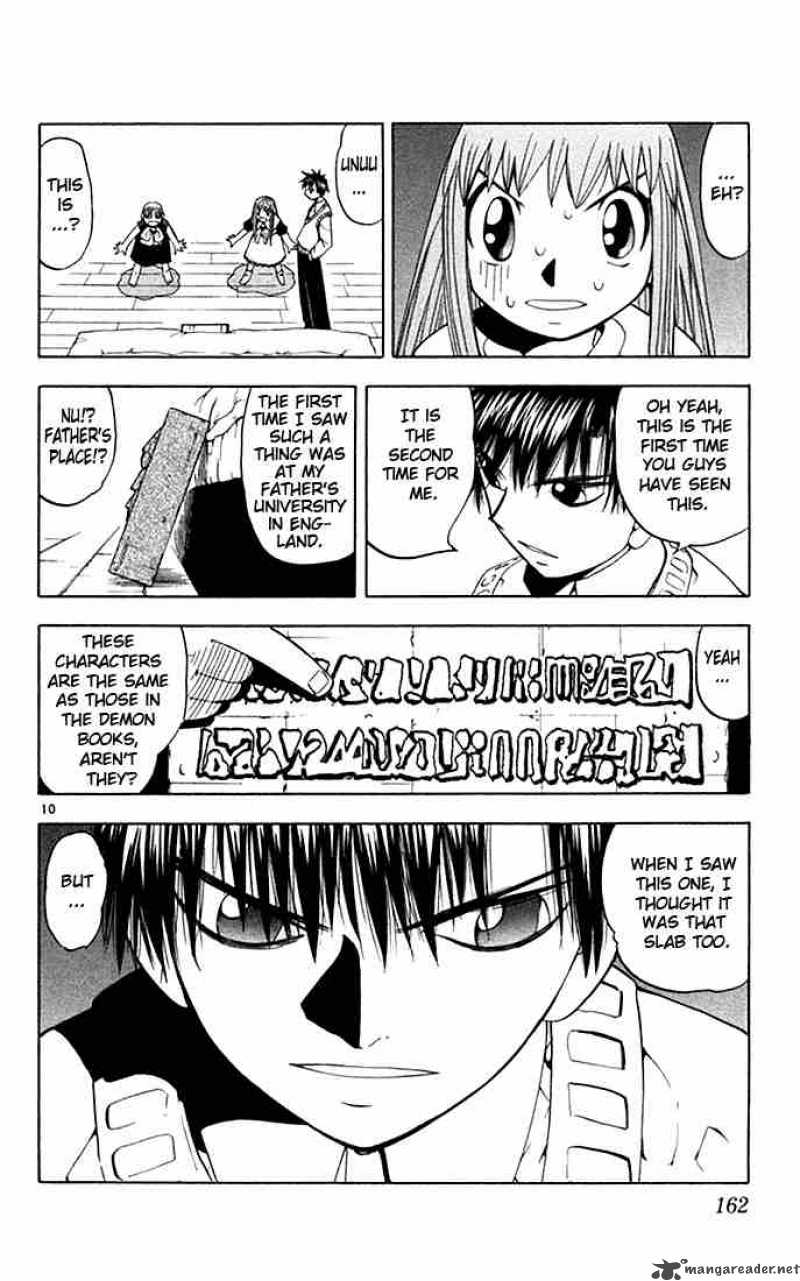 ...
EH?
UNUU
...
THIS
IS
...?
OH YEAH,
THIS IS THE
FIRST TIME
YOU GUYS
HAVE SEEN
THIS.
IT IS
THE
SECOND
TIME FOR
ME.
THE FIRST
TIME I SAW
SUCH A
THING WAS
AT MY
FATHER'S
UNIVERSITY
IN ENG-
LAND.
NU!?
FATHER'S
PLACE!?
YEAH
...
THESE
CHARACTERS
ARE THE SAME
AS THOSE IN
THE DEMON
BOOKS,
AREN'T
THEY?
10
WHEN I SAW
THIS ONE, I
THOUGHT IT
WAS THAT
SLAB TOO.
BUT
...
162
mangareader.net